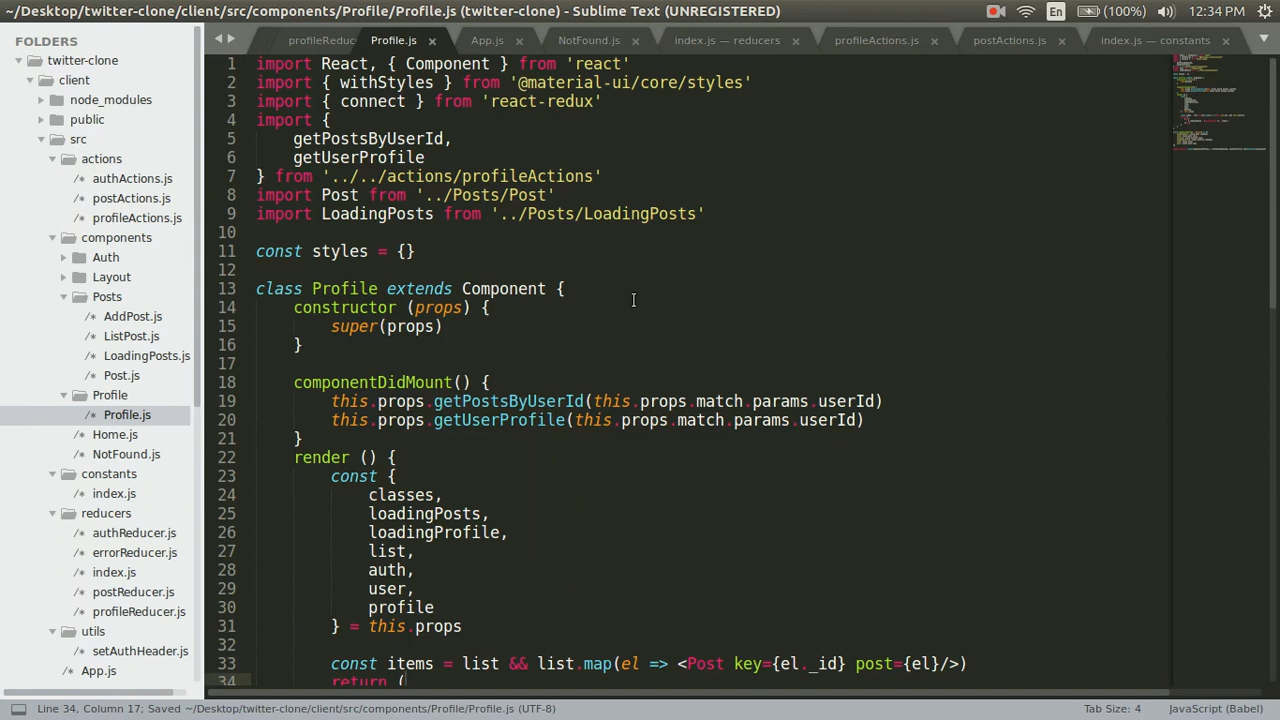 ~/Desktop/twitter-clone/client/src/components/Profile/Profile.js (twitter-clone) - Sublime Text (UNREGISTERED)
En (100%) 12:34 PM
FOLDERS
twitter-clone
client
node_modules
public
src
actions
authActions.js
postActions.js
profileActions.js
components
Auth
Layout
Posts
AddPost.js
ListPost.js
LoadingPosts.js
Post.js
Profile
Profile.js
Home.js
NotFound.js
constants
index.js
reducers
authReducer.js
errorReducer.js
index.js
postReducer.js
profileReducer.js
utils
setAuthHeader.js
App.js
profileReduc Profile.js × App.js × NotFound.js × index.js — reducers × profileActions.js × postActions.js × index.js — constants ×
1 import React, { Component } from 'react'
2 import { withStyles } from '@material-ui/core/styles'
3 import { connect } from 'react-redux'
4 import {
5 getPostsByUserId,
6 getUserProfile
7 } from '../../actions/profileActions'
8 import Post from '../Posts/Post'
9 import LoadingPosts from '../Posts/LoadingPosts'
10
11 const styles = {}
12
13 class Profile extends Component {
14 constructor (props) {
15 super(props)
16 }
17
18 componentDidMount() {
19 this.props.getPostsByUserId(this.props.match.params.userId)
20 this.props.getUserProfile(this.props.match.params.userId)
21 }
22 render () {
23 const {
24 classes,
25 loadingPosts,
26 loadingProfile,
27 list,
28 auth,
29 user,
30 profile
31 } = this.props
32
33 const items = list && list.map(el => <Post key={el._id} post={el}/>)
34 return (
Line 34, Column 17; Saved ~/Desktop/twitter-clone/client/src/components/Profile/Profile.js (UTF-8) Tab Size: 4 JavaScript (Babel)